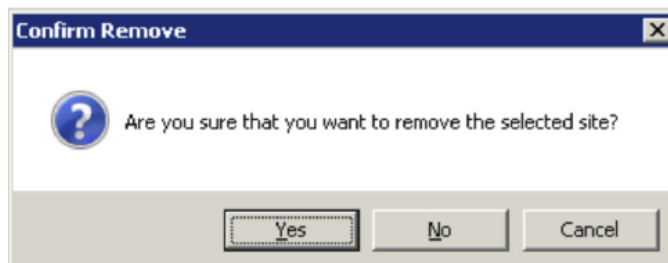 Confirm Remove
Are you sure that you want to remove the selected site?
Yes No Cancel